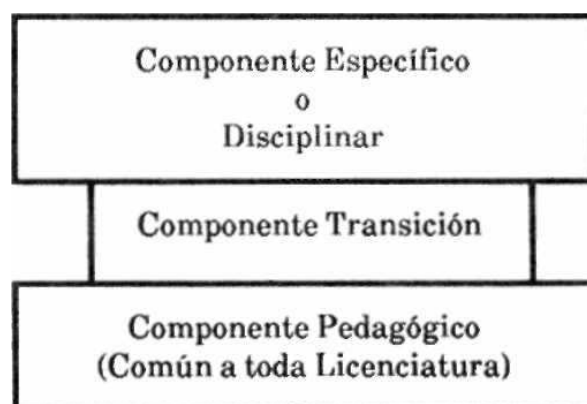 Componente Específico
o
Disciplinar
Componente Transición
Componente Pedagógico
(Común a toda Licenciatura)